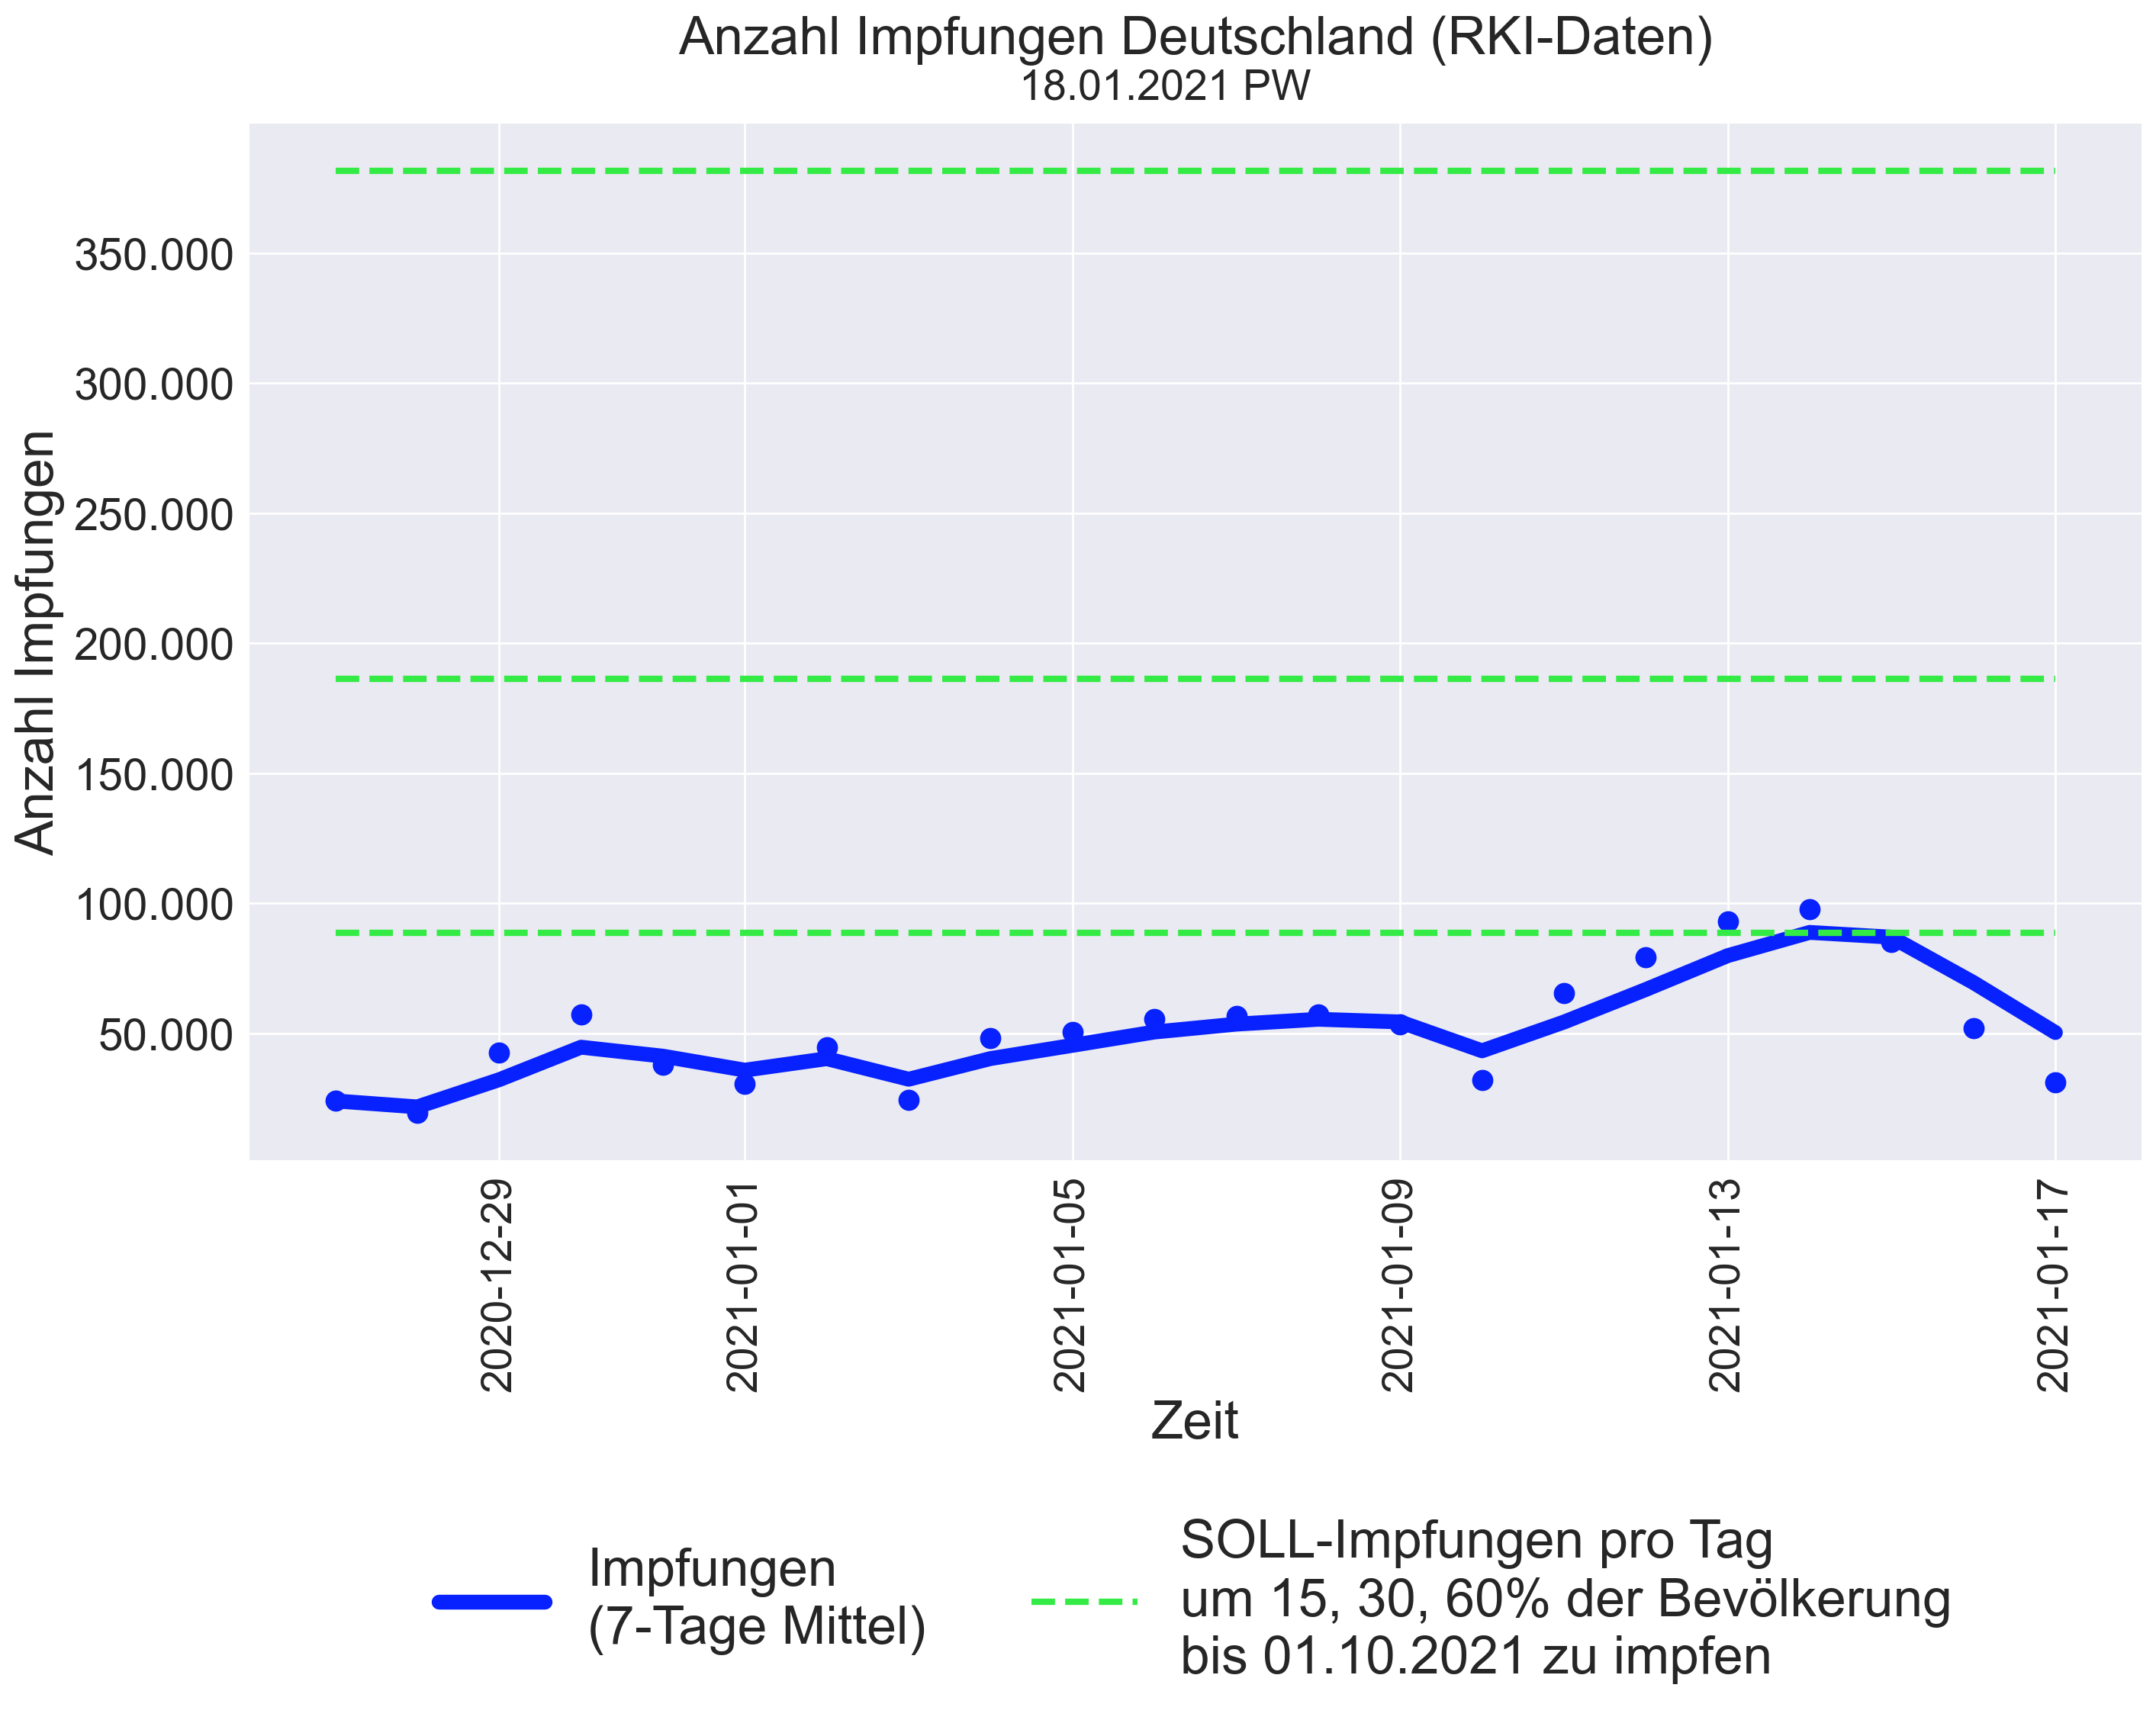 Anzahl Impfungen Deutschland (RKI-Daten)
18.01.2021 PW
Anzahl Impfungen
350.000
300.000
250.000
200.000
150.000
100.000
50.000
2020-12-29
2021-01-01
2021-01-05
2021-01-09
2021-01-13
2021-01-17
Zeit
Impfungen
(7-Tage Mittel)
SOLL-Impfungen pro Tag
um 15, 30, 60% der Bevölkerung
bis 01.10.2021 zu impfen